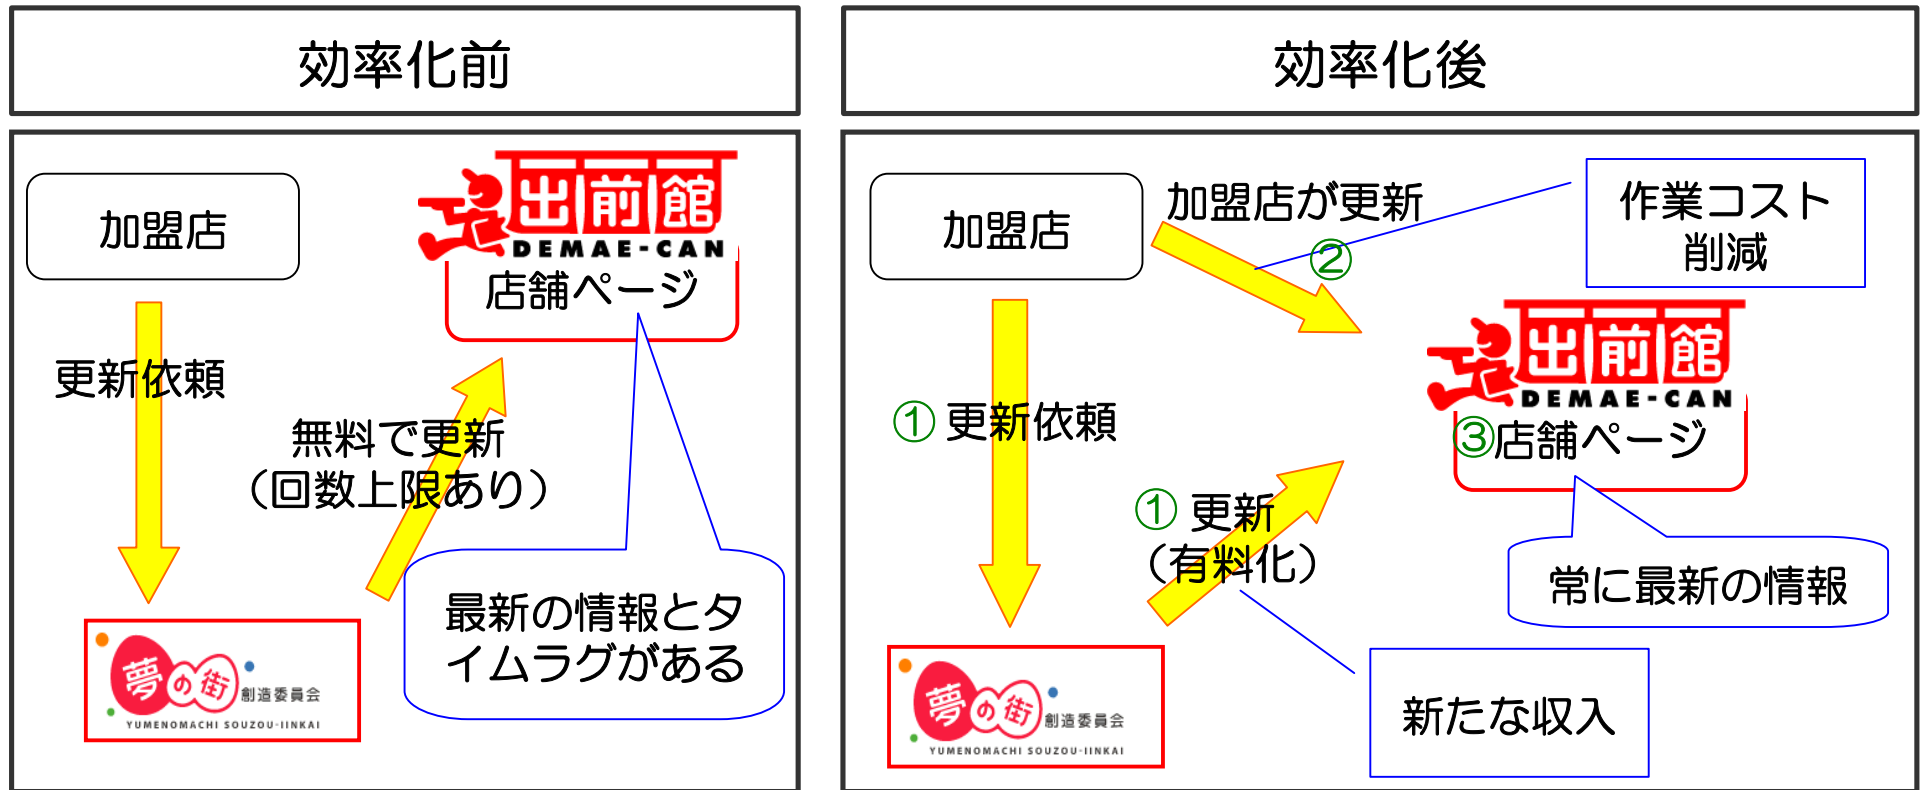 効率化前
加盟店
出前館
DEMAE-CAN
店舗ページ
更新依頼
無料で更新
（回数上限あり）
最新の情報とタ
イムラグがある
夢の街創造委員会
YUMENOMACHI SOUZOU-IINKAI
効率化後
加盟店
加盟店が更新
②
作業コスト
削減
出前館
DEMAE-CAN
③店舗ページ
① 更新依頼
① 更新
（有料化）
常に最新の情報
夢の街創造委員会
YUMENOMACHI SOUZOU-IINKAI
新たな収入